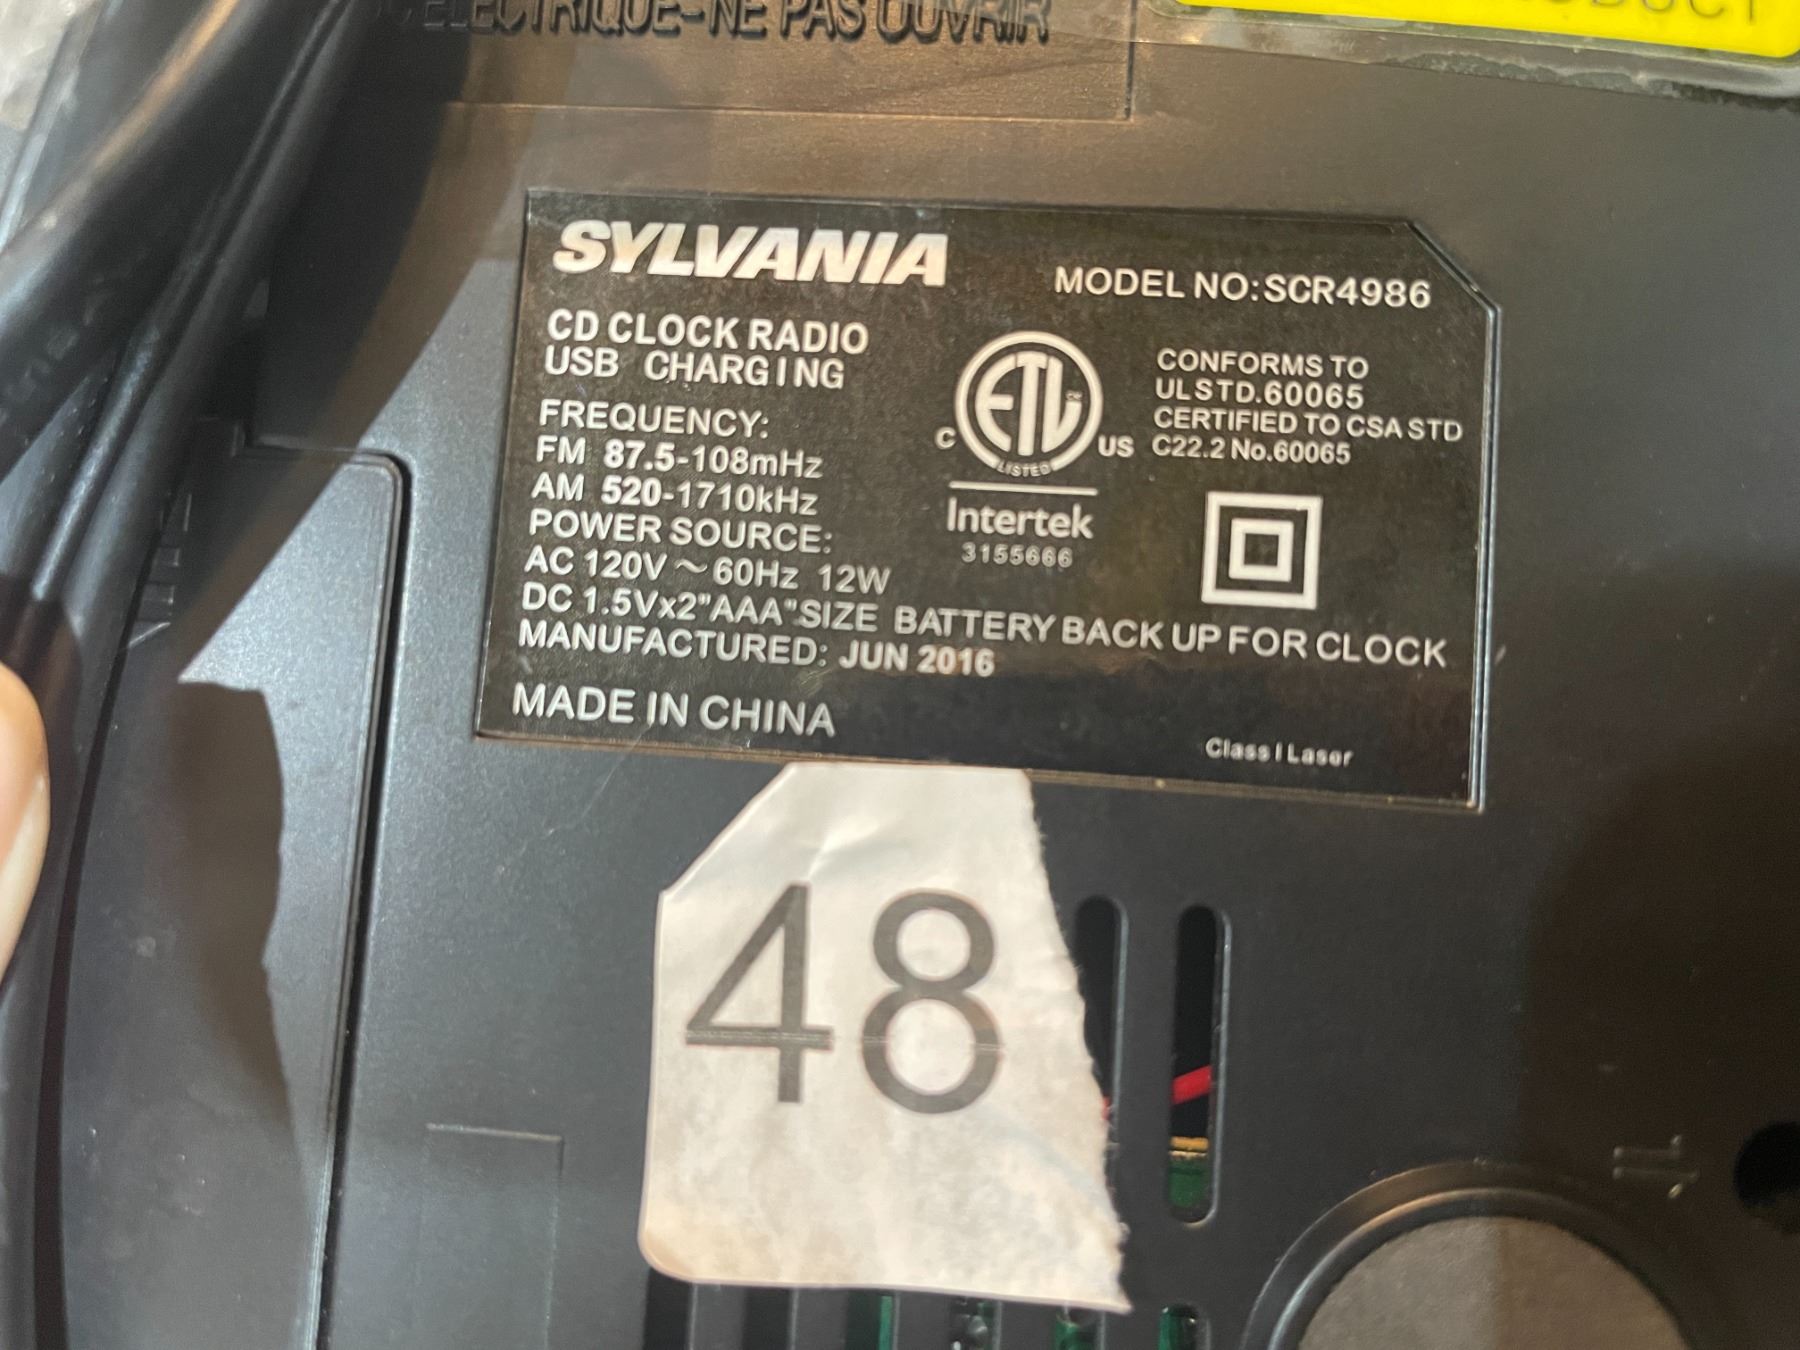 ÉLECTRIQUE-NE PAS OUVRIR
SYLVANIA
MODEL NO:SCR4986
CD CLOCK RADIO
USB CHARGING
FREQUENCY:
FM 87.5-108mHz
AM 520-1710kHz
POWER SOURCE:
AC 120V ~ 60Hz 12W
DC 1.5Vx2"AAA"SIZE BATTERY BACK UP FOR CLOCK
MANUFACTURED: JUN 2016
MADE IN CHINA
C ETL US
LISTED
Intertek
3155666
CONFORMS TO
UL STD.60065
CERTIFIED TO CSA STD
C22.2 No.60065
Class I Laser
48